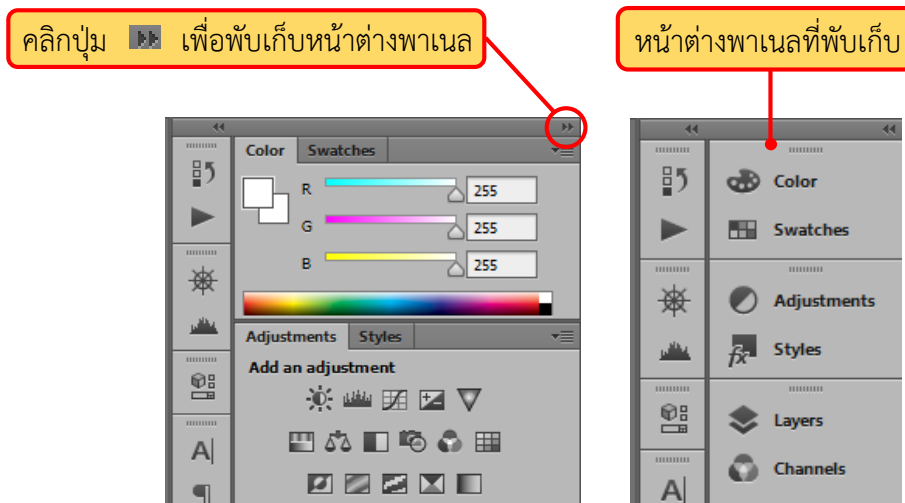 คลิกปุ่ม เพื่อพับเก็บหน้าต่างพาเนล
หน้าต่างพาเนลที่พับเก็บ
Color Swatches
R 255
G 255
B 255
Adjustments Styles
Add an adjustment
A
Color
Swatches
Adjustments
Styles
Layers
Channels
A